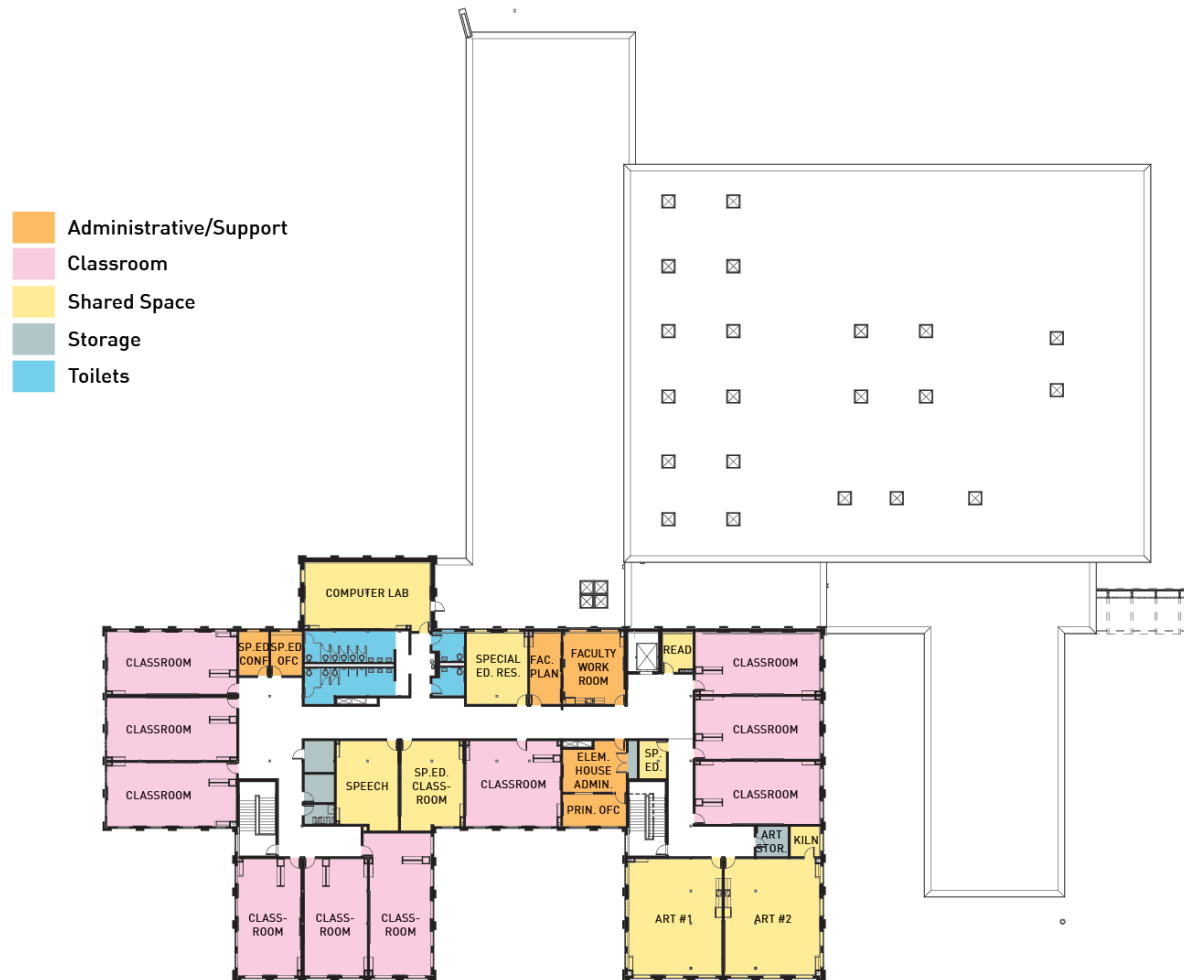 Administrative/Support
Classroom
Shared Space
Storage
Toilets
COMPUTER LAB
CLASSROOM
SP.ED
CONF
SP.ED
OFC
SPECIAL
ED. RES.
FAC.
PLAN
FACULTY
WORK
ROOM
READ
CLASSROOM
CLASSROOM
CLASSROOM
CLASSROOM
SPEECH
SP.ED.
CLASS-
ROOM
CLASSROOM
ELEM.
HOUSE
ADMIN.
SP.
ED.
CLASSROOM
PRIN. OFC
ART
STOR.
KILN
CLASS-
ROOM
CLASS-
ROOM
CLASS-
ROOM
ART #1
ART #2